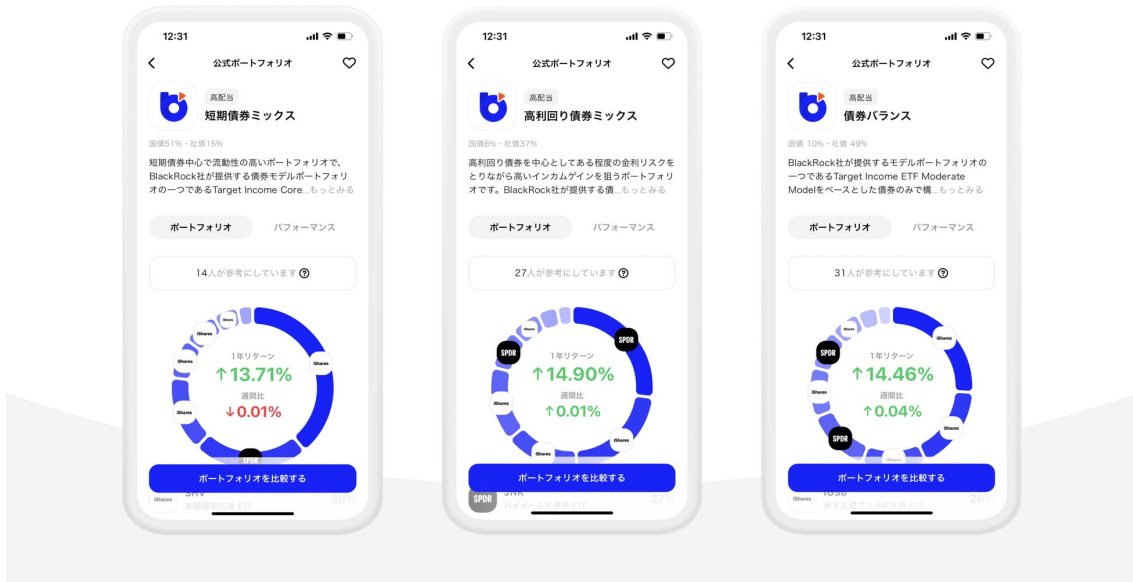 12:31
公式ポートフォリオ
高配当
短期債券ミックス
国債51%・社債15%
短期債券中心で流動性の高いポートフォリオで、
BlackRock社が提供する債券モデルポートフォリ
オの一つであるTarget Income Core...もっとみる
ポートフォリオ
パフォーマンス
14人が参考にしています?
iShares
iShares
iShares
iShares
iShares
SPDR
1年リターン
↑13.71%
週間比
↓0.01%
ポートフォリオを比較する
iShares
SHV
米国短期国債 ETF
12:31
公式ポートフォリオ
高配当
高利回り債券ミックス
国債6%・社債37%
高利回り債券を中心としてある程度の金利リスクを
とりながら高いインカムゲインを狙うポートフォリ
オです。BlackRock社が提供する債...もっとみる
ポートフォリオ
パフォーマンス
27人が参考にしています?
iShares
SPDR
SPDR
iShares
iShares
iShares
1年リターン
↑14.90%
週間比
↑0.01%
ポートフォリオを比較する
SPDR
JNK
ハイイールド債券 ETF
27%
12:31
公式ポートフォリオ
高配当
債券バランス
国債 10%・社債 49%
BlackRock社が提供するモデルポートフォリオの
一つであるTarget Income ETF Moderate
Modelをベースとした債券のみで構...もっとみる
ポートフォリオ
パフォーマンス
31人が参考にしています?
iShares
iShares
SPDR
iShares
iShares
SPDR
iShares
1年リターン
↑14.46%
週間比
↑0.04%
ポートフォリオを比較する
iShares
IGSB
26%